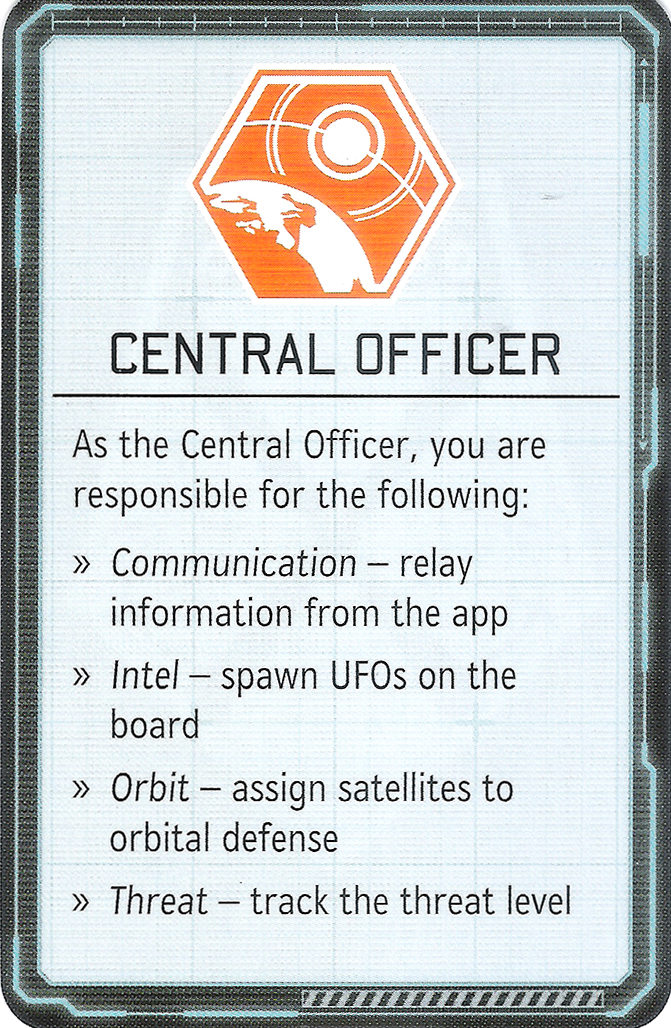 CENTRAL OFFICER
As the Central Officer, you are
responsible for the following:
» Communication – relay
information from the app
» Intel – spawn UFOs on the
board
» Orbit – assign satellites to
orbital defense
» Threat – track the threat level